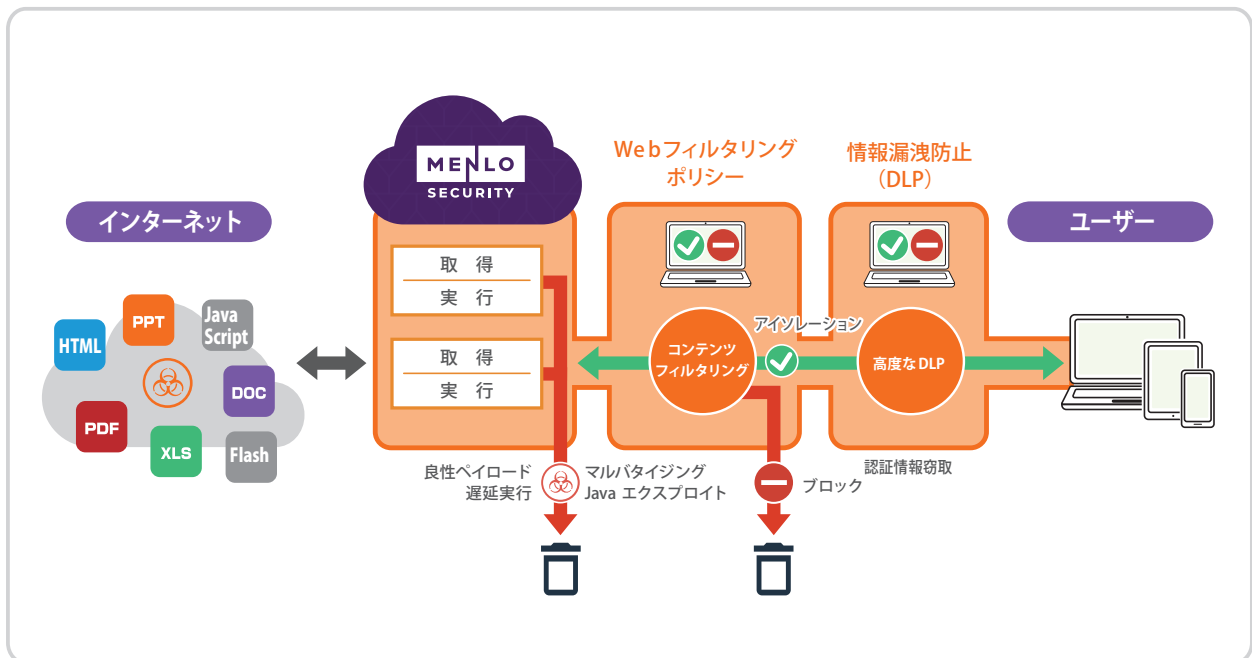 MENLO
SECURITY
Webフィルタリング
ポリシー
情報漏洩防止
（DLP）
インターネット
ユーザー
取 得
実 行
取 得
実 行
HTML
PPT
Java
Script
DOC
PDF
XLS
Flash
コンテンツ
フィルタリング
アイソレーション
高度な DLP
良性ペイロード
遅延実行
マルバタイジング
Java エクスプロイト
ブロック
認証情報窃取